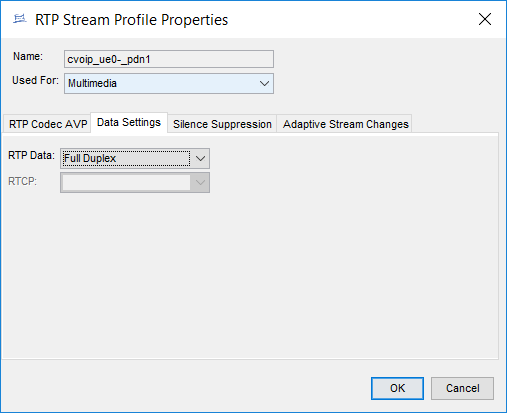 RTP Stream Profile Properties
Name: cvoip_ue0-_pdn1
Used For: Multimedia
RTP Codec AVP Data Settings Silence Suppression Adaptive Stream Changes
RTP Data: Full Duplex
RTCP:
OK Cancel